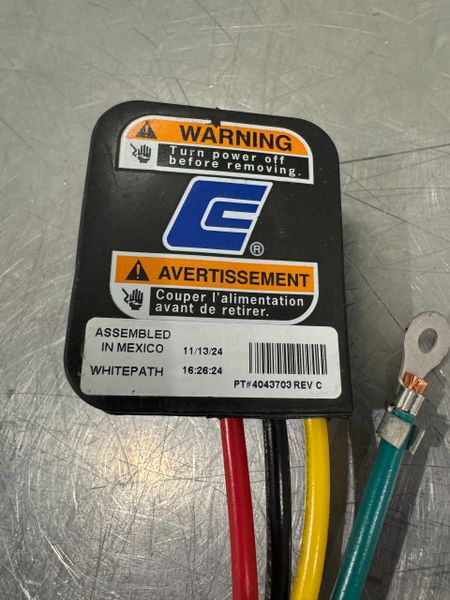 WARNING
Turn power off
before removing.
®
AVERTISSEMENT
Couper l'alimentation
avant de retirer.
ASSEMBLED
IN MEXICO 11/13/24
WHITEPATH 16:26:24
PT#4043703 REV C